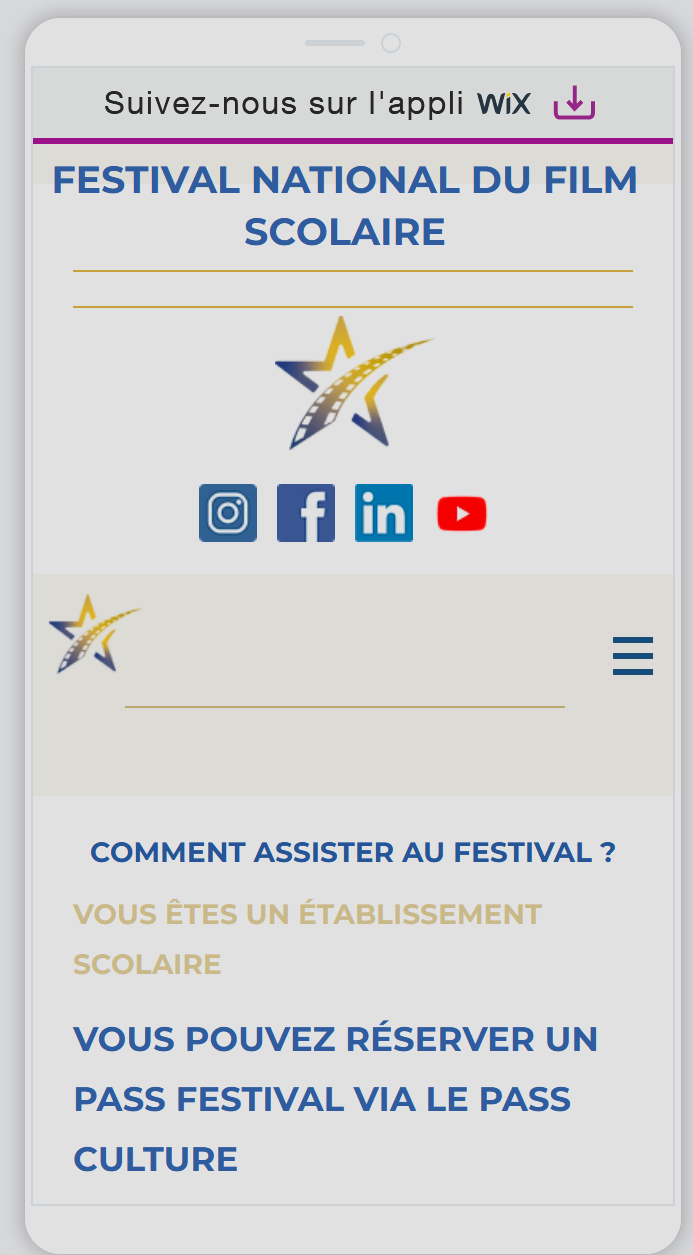 Suivez-nous sur l'appli WiX
FESTIVAL NATIONAL DU FILM
SCOLAIRE
COMMENT ASSISTER AU FESTIVAL ?
VOUS ÊTES UN ÉTABLISSEMENT
SCOLAIRE
VOUS POUVEZ RÉSERVER UN
PASS FESTIVAL VIA LE PASS
CULTURE